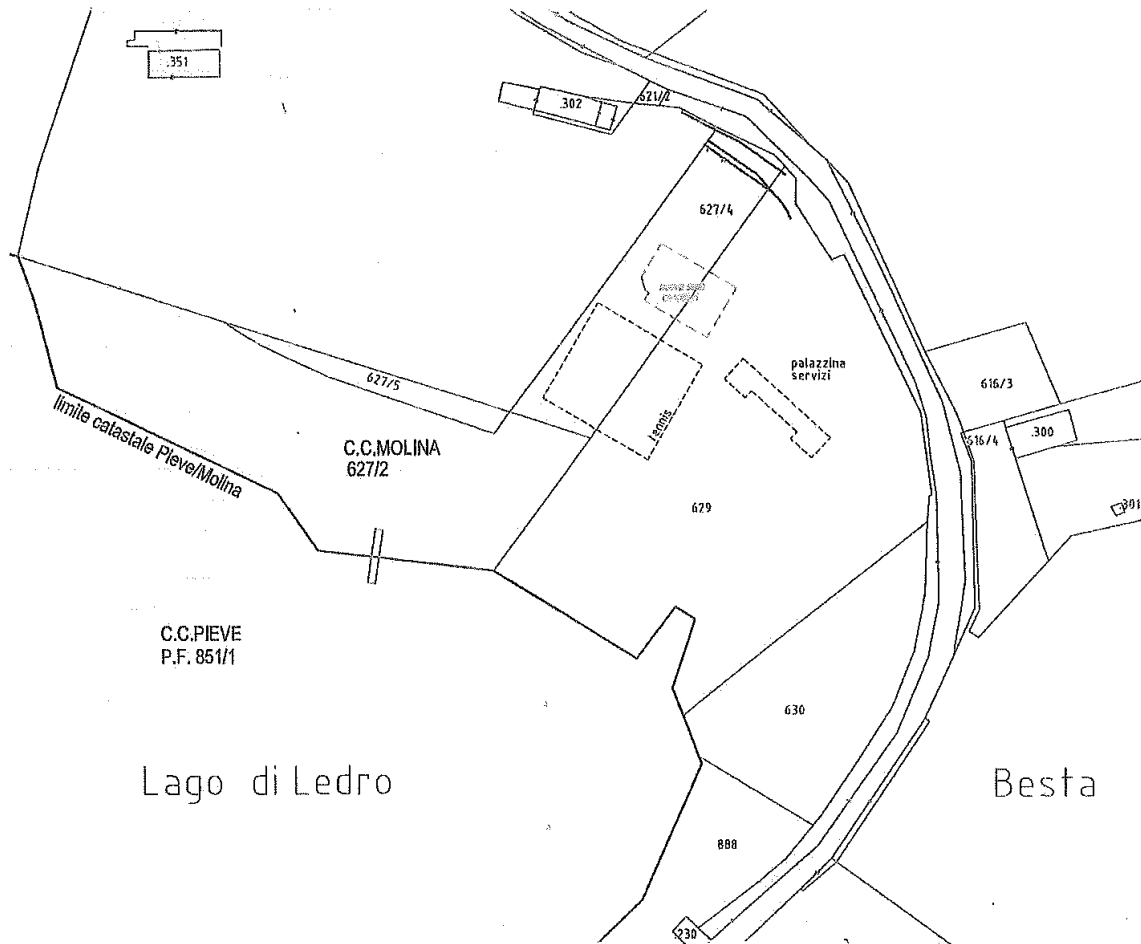 .351
.302
621/2
627/4
palazzina
servizi
616/3
627/5
tennis
616/4
.300
limite catastale Pieve/Molina
C.C.MOLINA
627/2
629
.301
C.C.PIEVE
P.F. 851/1
630
Lago di Ledro
Besta
888
.230